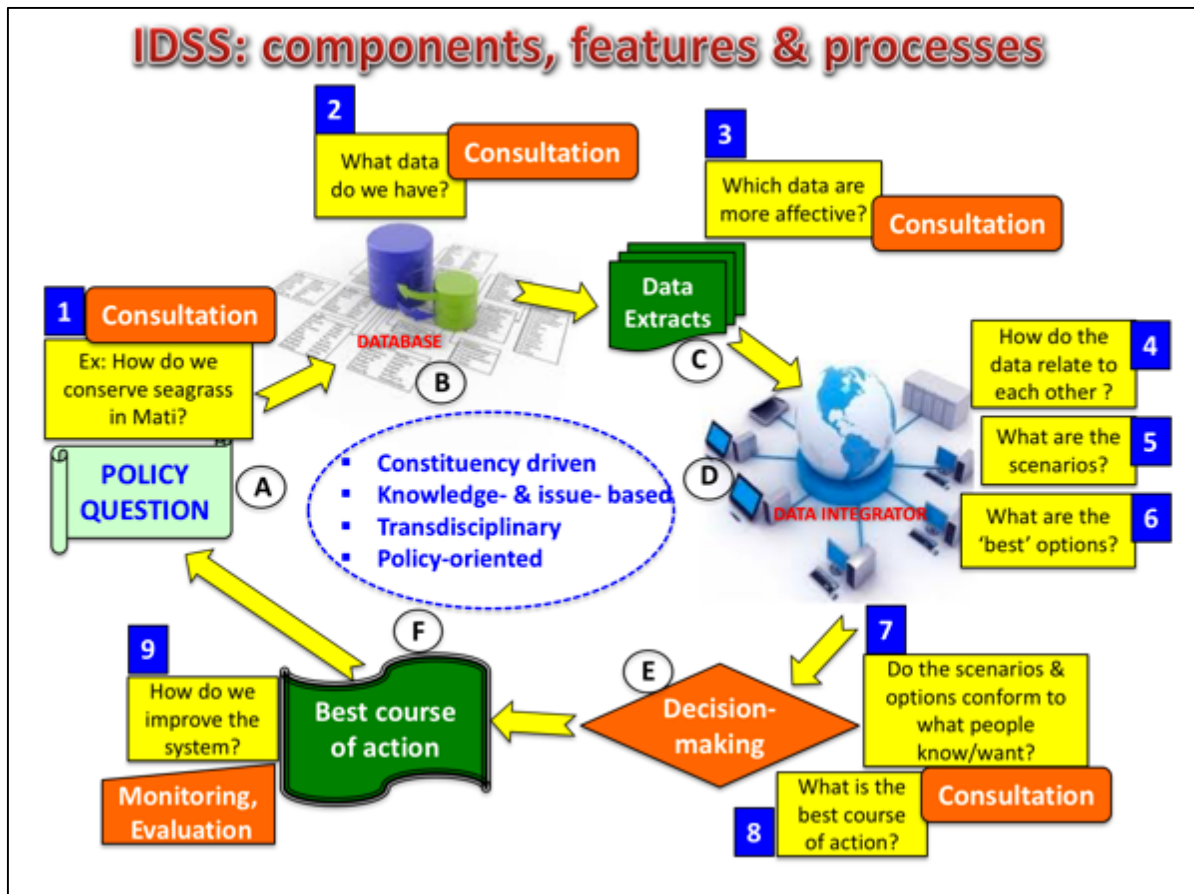 IDSS: components, features & processes
2
What data
do we have?
Consultation
3
Which data are
more affective?
Consultation
1
Consultation
Ex: How do we
conserve seagrass
in Mati?
POLICY
QUESTION
A
DATABASE
B
Data
Extracts
C
How do the
data relate to
each other ?
4
What are the
scenarios?
5
What are the
‘best’ options?
6
D
DATA INTEGRATOR
▪ Constituency driven
▪ Knowledge- & issue- based
▪ Transdisciplinary
▪ Policy-oriented
7
Do the scenarios &
options conform to
what people
know/want?
What is the
best course
of action?
8
Consultation
E
Decision-
making
F
Best course
of action
9
How do we
improve the
system?
Monitoring,
Evaluation